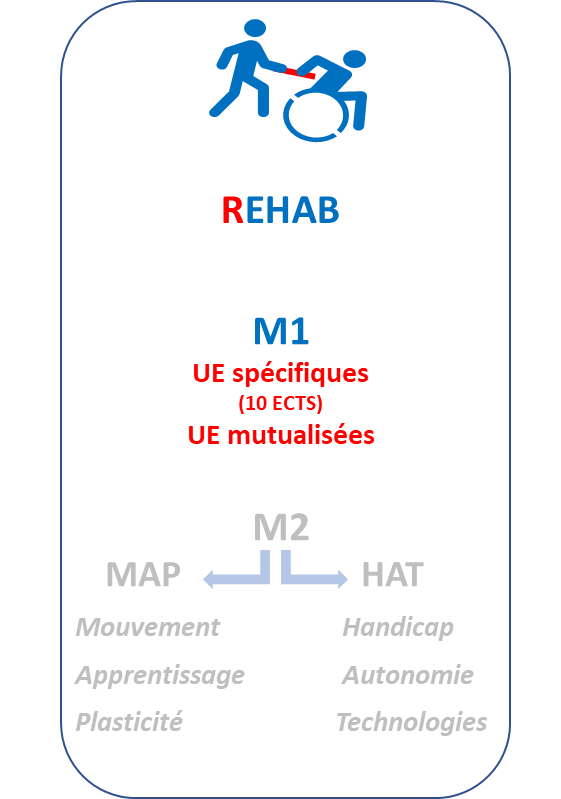 REHAB
M1
UE spécifiques
(10 ECTS)
UE mutualisées
M2
MAP HAT
Mouvement Handicap
Apprentissage Autonomie
Plasticité Technologies